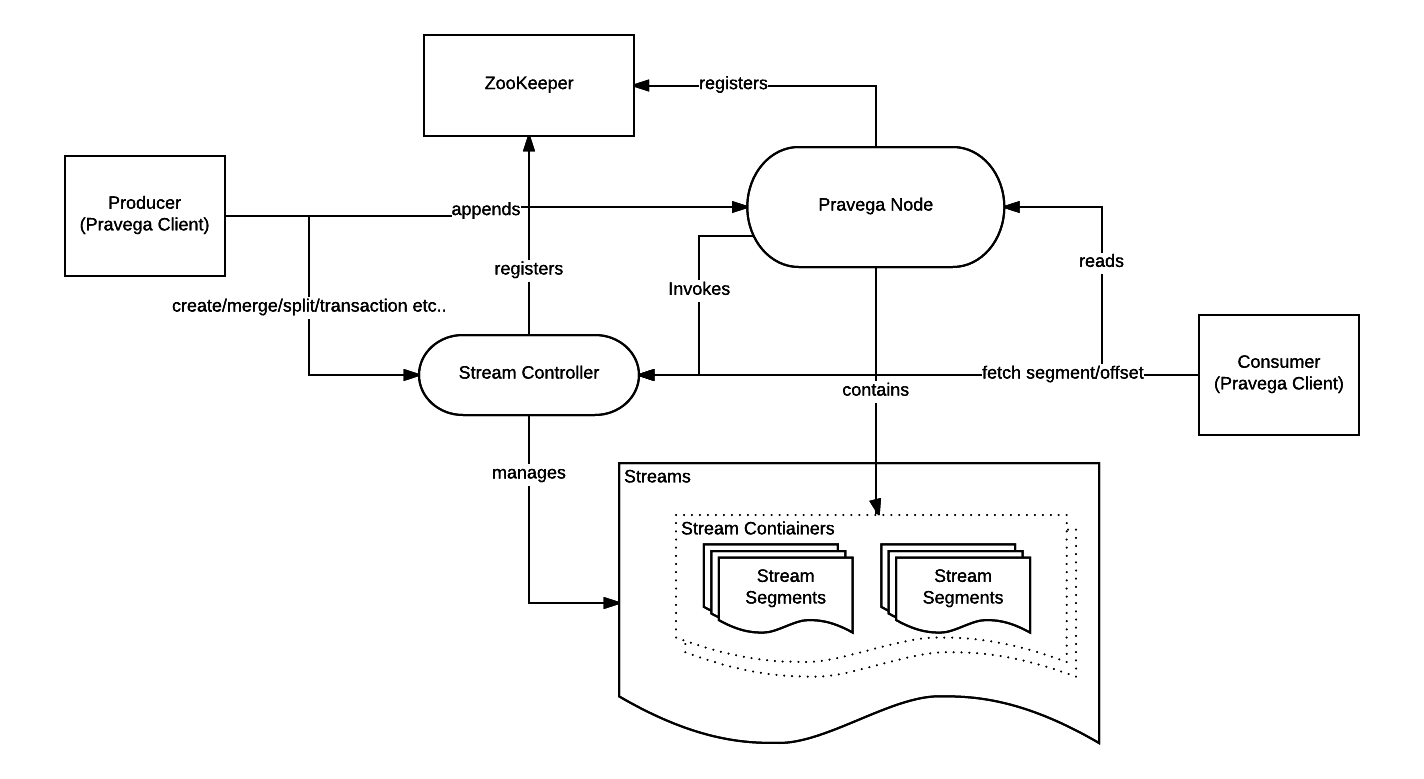 ZooKeeper
registers
Producer
(Pravega Client)
appends
Pravega Node
registers
Invokes
reads
create/merge/split/transaction etc..
Stream Controller
fetch segment/offset
Consumer
(Pravega Client)
contains
manages
Streams
Stream Contiainers
Stream
Segments
Stream
Segments